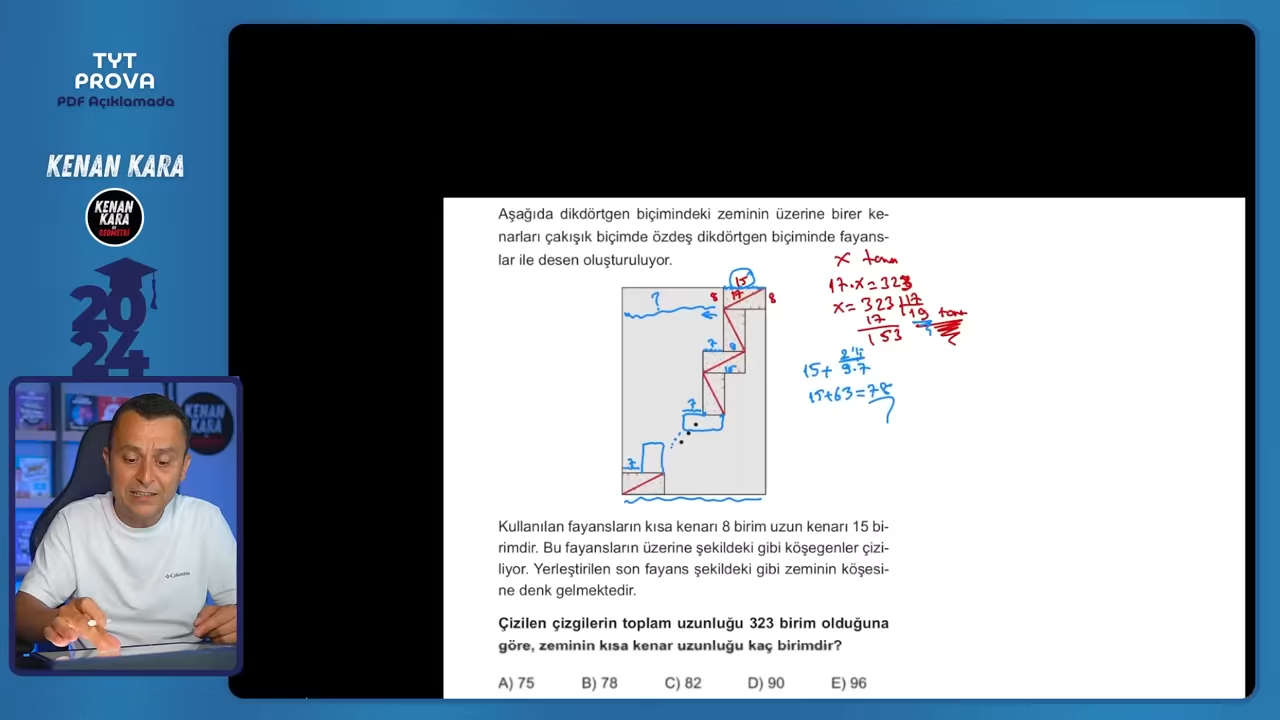 TYT
PROVA
PDF Açıklamada
KENAN KARA
KENAN
KARA
GEOMETRİ
2024
Aşağıda dikdörtgen biçimindeki zeminin üzerine birer ke-
narları çakışık biçimde özdeş dikdörtgen biçiminde fayans-
lar ile desen oluşturuluyor.
15
8
17
8
?
7
8
15
7
7
x tane
17.x=323
x=323 17
17 19 tane
153
2'li
15+ 9.7
15+63=78
Kullanılan fayansların kısa kenarı 8 birim uzun kenarı 15 bi-
rimdir. Bu fayansların üzerine şekildeki gibi köşegenler çizi-
liyor. Yerleştirilen son fayans şekildeki gibi zeminin köşesi-
ne denk gelmektedir.
Çizilen çizgilerin toplam uzunluğu 323 birim olduğuna
göre, zeminin kısa kenar uzunluğu kaç birimdir?
A) 75 B) 78 C) 82 D) 90 E) 96
KENAN
KARA
Columbia